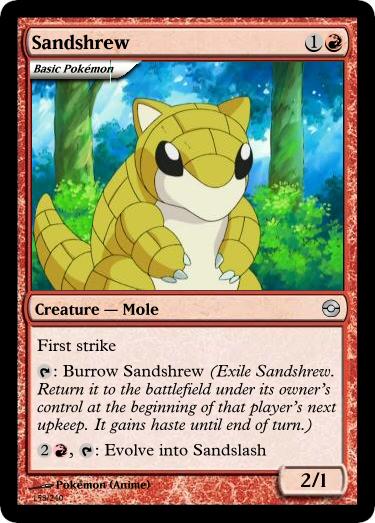 Sandshrew 1
Basic Pokémon
Creature — Mole
First strike
: Burrow Sandshrew (Exile Sandshrew.
Return it to the battlefield under its owner's
control at the beginning of that player's next
upkeep. It gains haste until end of turn.)
2 , : Evolve into Sandslash
2/1
Pokémon (Anime)